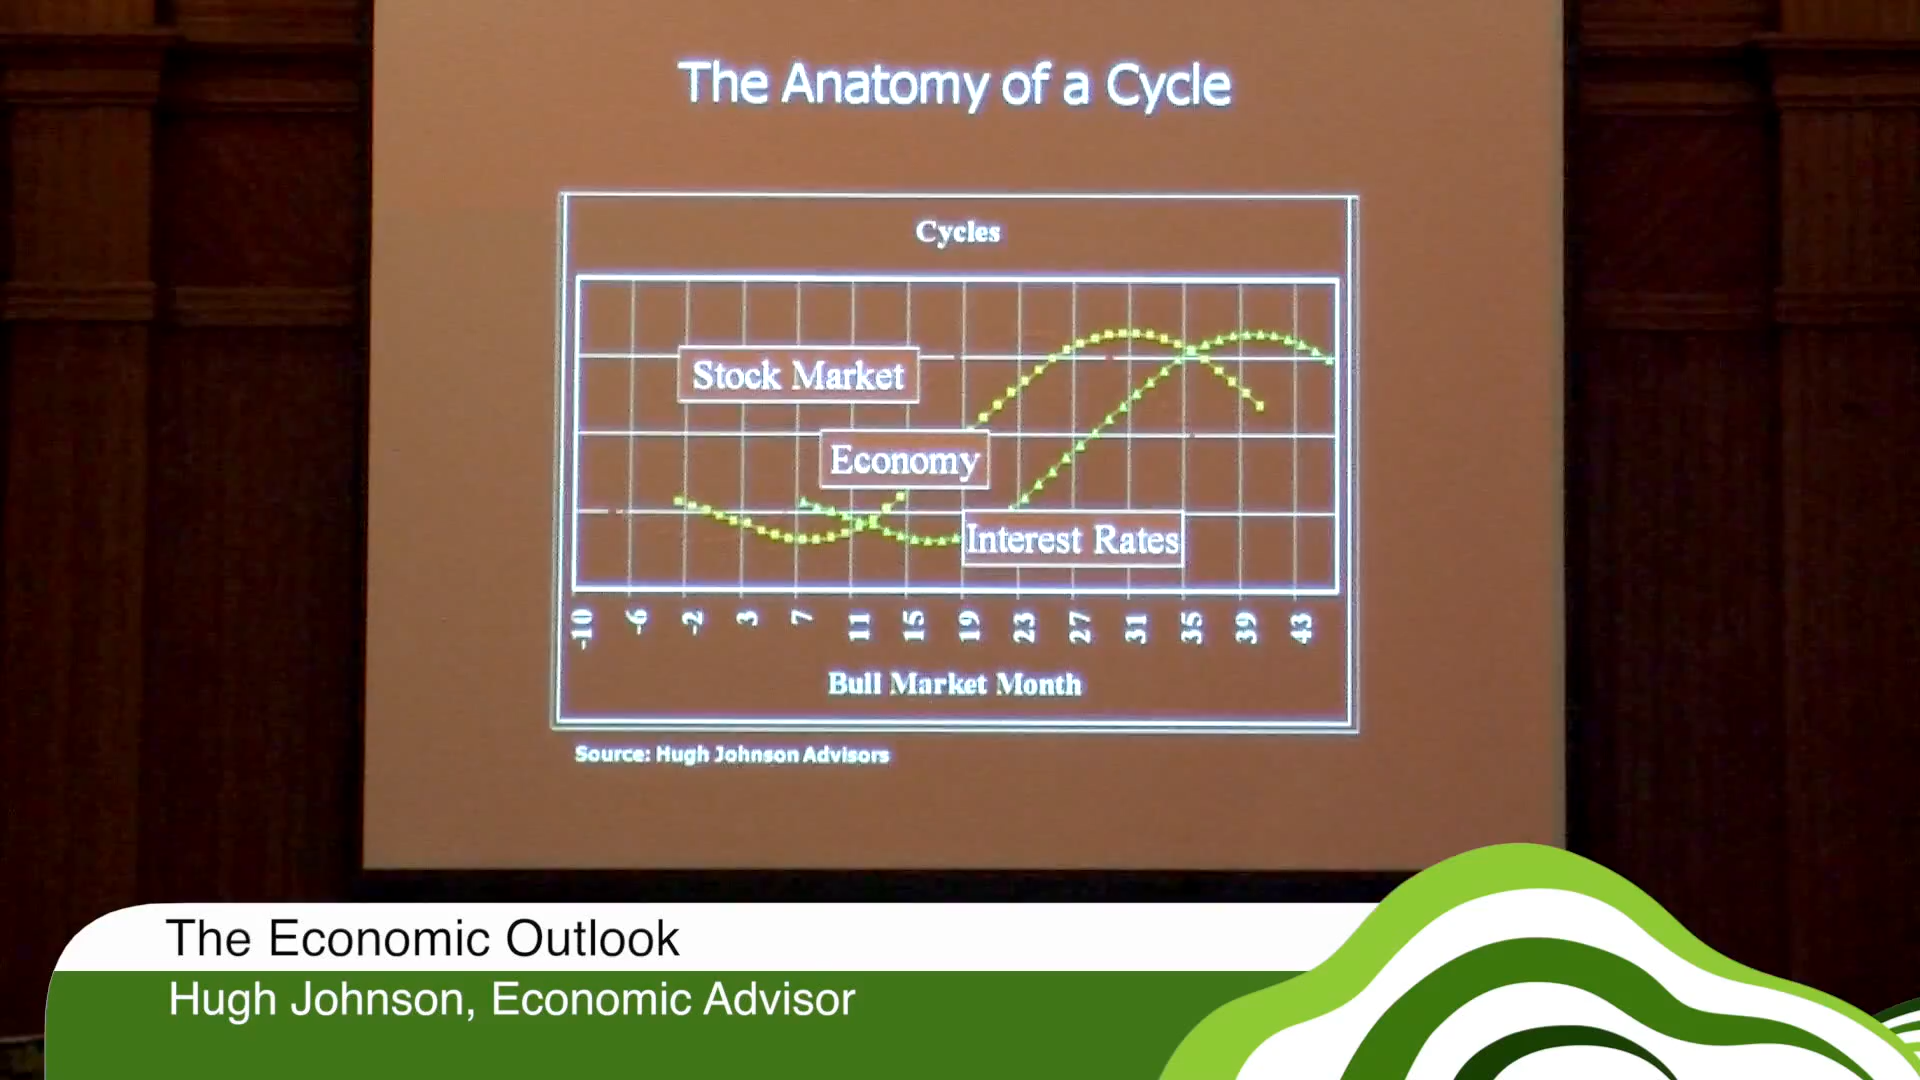 The Anatomy of a Cycle
Cycles
Stock Market
Economy
Interest Rates
-10 -6 -2 3 7 11 15 19 23 27 31 35 39 43
Bull Market Month
Source: Hugh Johnson Advisors
The Economic Outlook
Hugh Johnson, Economic Advisor